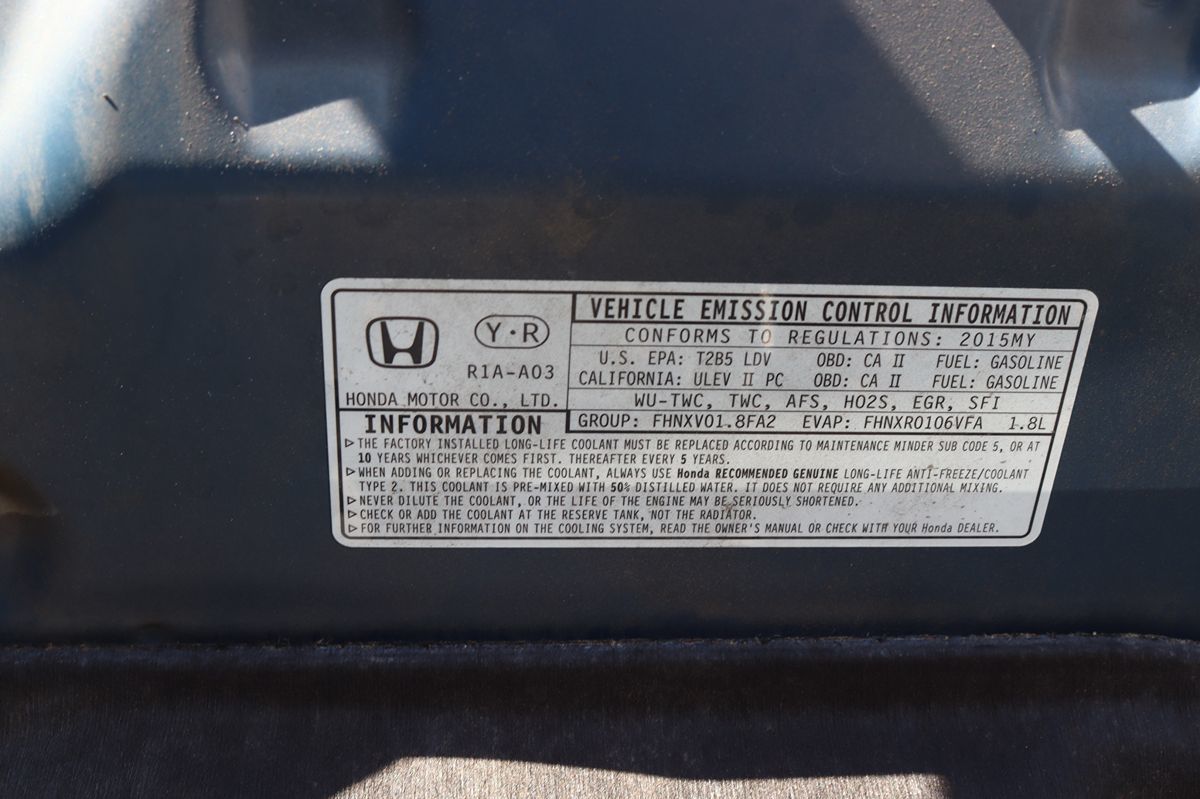 Y·R
R1A-A03
HONDA MOTOR CO., LTD.
VEHICLE EMISSION CONTROL INFORMATION
CONFORMS TO REGULATIONS: 2015MY
U.S. EPA: T2B5 LDV OBD: CA II FUEL: GASOLINE
CALIFORNIA: ULEV II PC OBD: CA II FUEL: GASOLINE
WU-TWC, TWC, AFS, HO2S, EGR, SFI
GROUP: FHNXV01.8FA2 EVAP: FHNXR0106VFA 1.8L
INFORMATION
▷THE FACTORY INSTALLED LONG-LIFE COOLANT MUST BE REPLACED ACCORDING TO MAINTENANCE MINDER SUB CODE 5, OR AT
10 YEARS WHICHEVER COMES FIRST. THEREAFTER EVERY 5 YEARS.
▷WHEN ADDING OR REPLACING THE COOLANT, ALWAYS USE Honda RECOMMENDED GENUINE LONG-LIFE ANTI-FREEZE/COOLANT
TYPE 2. THIS COOLANT IS PRE-MIXED WITH 50% DISTILLED WATER. IT DOES NOT REQUIRE ANY ADDITIONAL MIXING.
▷NEVER DILUTE THE COOLANT, OR THE LIFE OF THE ENGINE MAY BE SERIOUSLY SHORTENED.
▷CHECK OR ADD THE COOLANT AT THE RESERVE TANK, NOT THE RADIATOR.
▷FOR FURTHER INFORMATION ON THE COOLING SYSTEM, READ THE OWNER'S MANUAL OR CHECK WITH YOUR Honda DEALER.